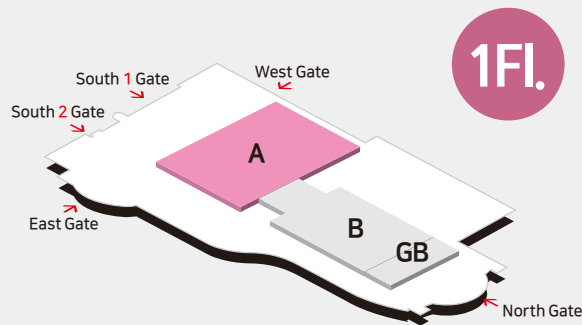 1Fl.
West Gate
South 1 Gate
South 2 Gate
A
East Gate
B
GB
North Gate